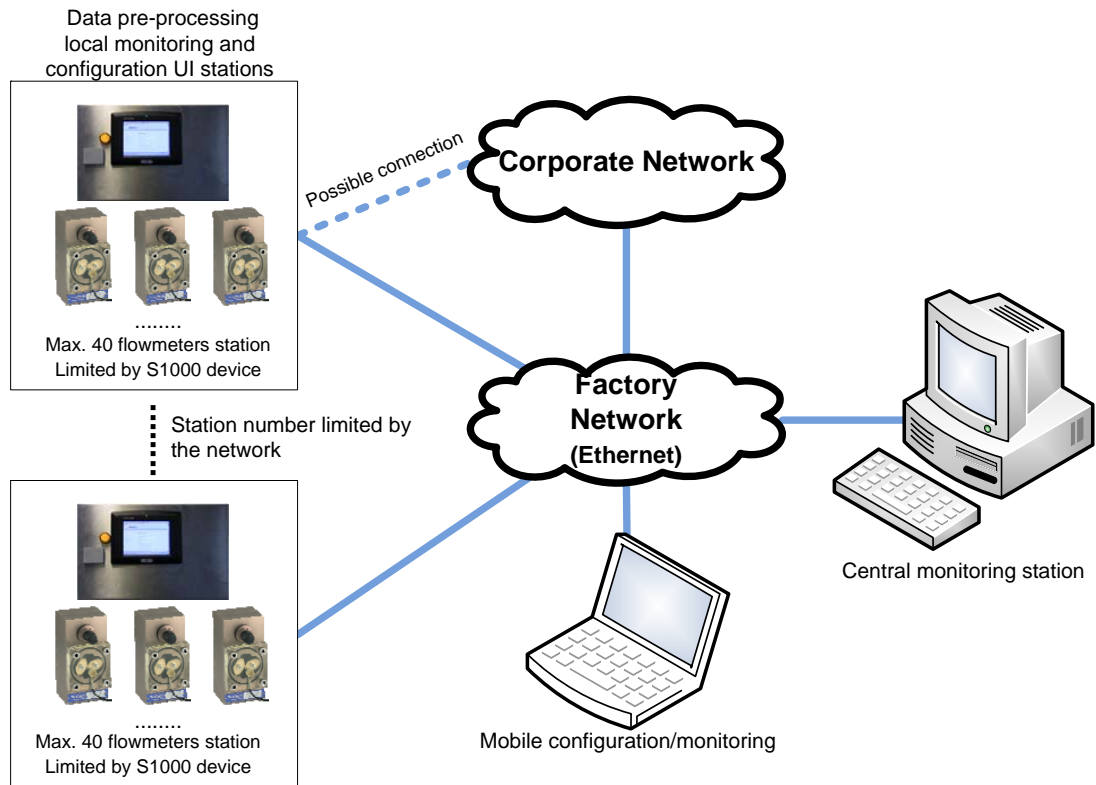 Data pre-processing
local monitoring and
configuration UI stations
Possible connection
Corporate Network
........
Max. 40 flowmeters station
Limited by S1000 device
Station number limited by
the network
Factory
Network
(Ethernet)
Central monitoring station
Mobile configuration/monitoring
........
Max. 40 flowmeters station
Limited by S1000 device